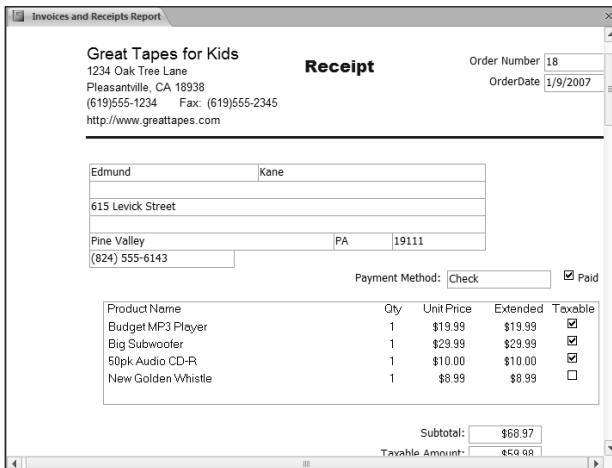 Invoices and Receipts Report
Great Tapes for Kids
1234 Oak Tree Lane
Pleasantville, CA 18938
(619)555-1234 Fax: (619)555-2345
http://www.greattapes.com
Receipt
Order Number 18
OrderDate 1/9/2007
Edmund Kane
615 Levick Street
Pine Valley PA 19111
(824) 555-6143
Payment Method: Check Paid
Product Name Qty Unit Price Extended Taxable
Budget MP3 Player 1 $19.99 $19.99
Big Subwoofer 1 $29.99 $29.99
50pk Audio CD-R 1 $10.00 $10.00
New Golden Whistle 1 $8.99 $8.99
Subtotal: $68.97
Taxable Amount: $59.98